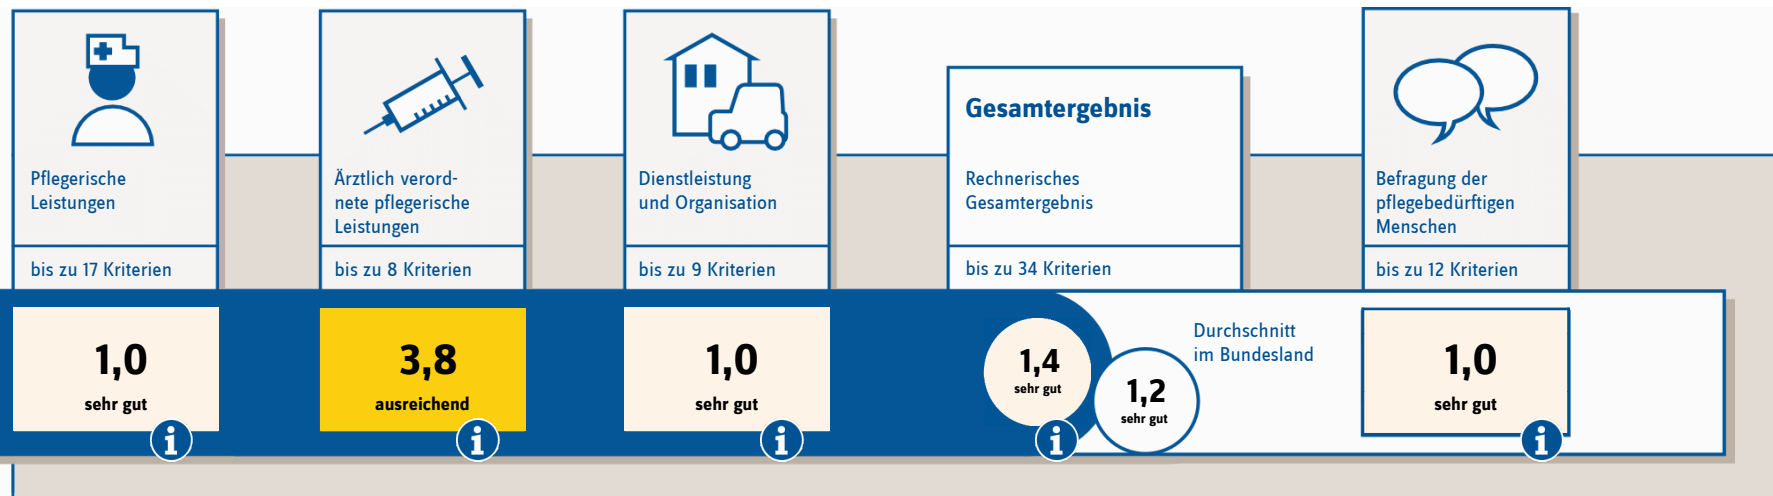 Pflegerische
Leistungen
bis zu 17 Kriterien
1,0
sehr gut
i
Ärztlich verord-
nete pflegerische
Leistungen
bis zu 8 Kriterien
3,8
ausreichend
i
Dienstleistung
und Organisation
bis zu 9 Kriterien
1,0
sehr gut
i
Gesamtergebnis
Rechnerisches
Gesamtergebnis
bis zu 34 Kriterien
1,4
sehr gut
i
Durchschnitt
im Bundesland
1,2
sehr gut
Befragung der
pflegebedürftigen
Menschen
bis zu 12 Kriterien
1,0
sehr gut
i